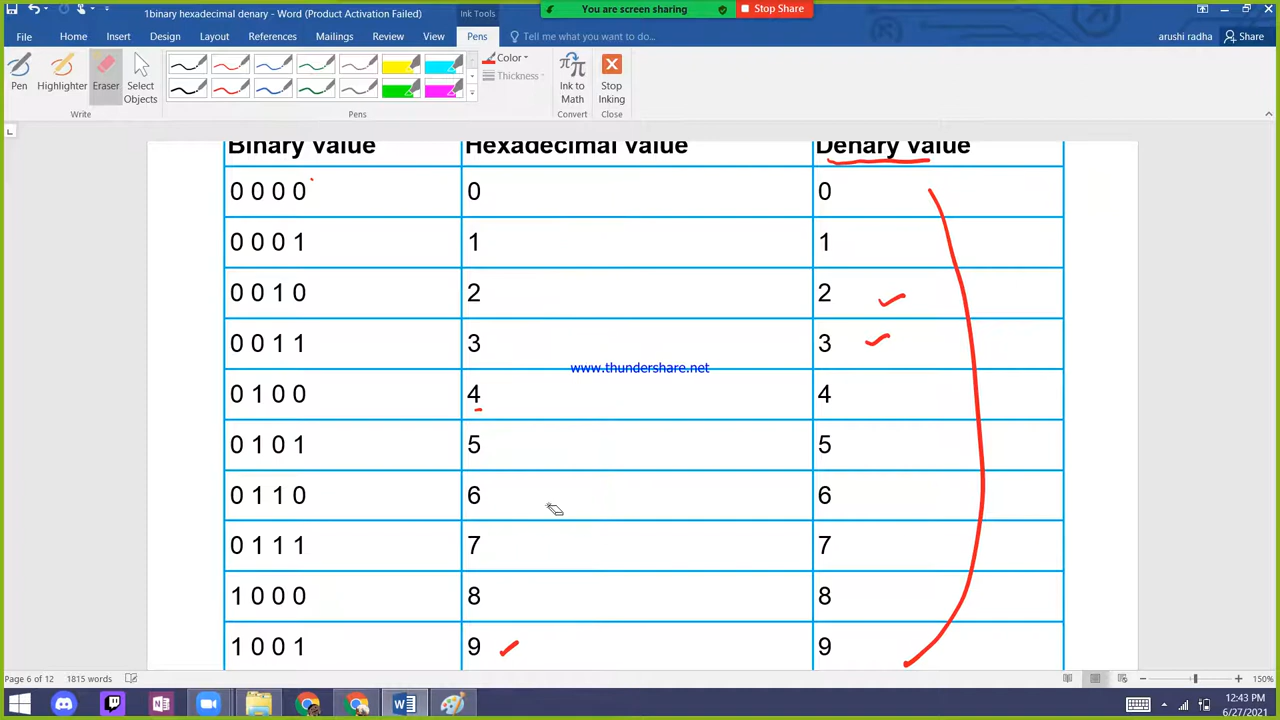 1binary hexadecimal denary - Word (Product Activation Failed)
Ink Tools
You are screen sharing
Stop Share
File Home Insert Design Layout References Mailings Review View Pens Tell me what you want to do...
arushi radha Share
Pen Highlighter Eraser Select Objects
Color
Thickness
Ink to Math
Stop Inking
Write Pens Convert Close
Binary value Hexadecimal value Denary value
0 0 0 0 0 0
0 0 0 1 1 1
0 0 1 0 2 2
0 0 1 1 3 3
www.thundershare.net
0 1 0 0 4 4
0 1 0 1 5 5
0 1 1 0 6 6
0 1 1 1 7 7
1 0 0 0 8 8
1 0 0 1 9 9
Page 6 of 12 1815 words 150%
12:43 PM
6/27/2021